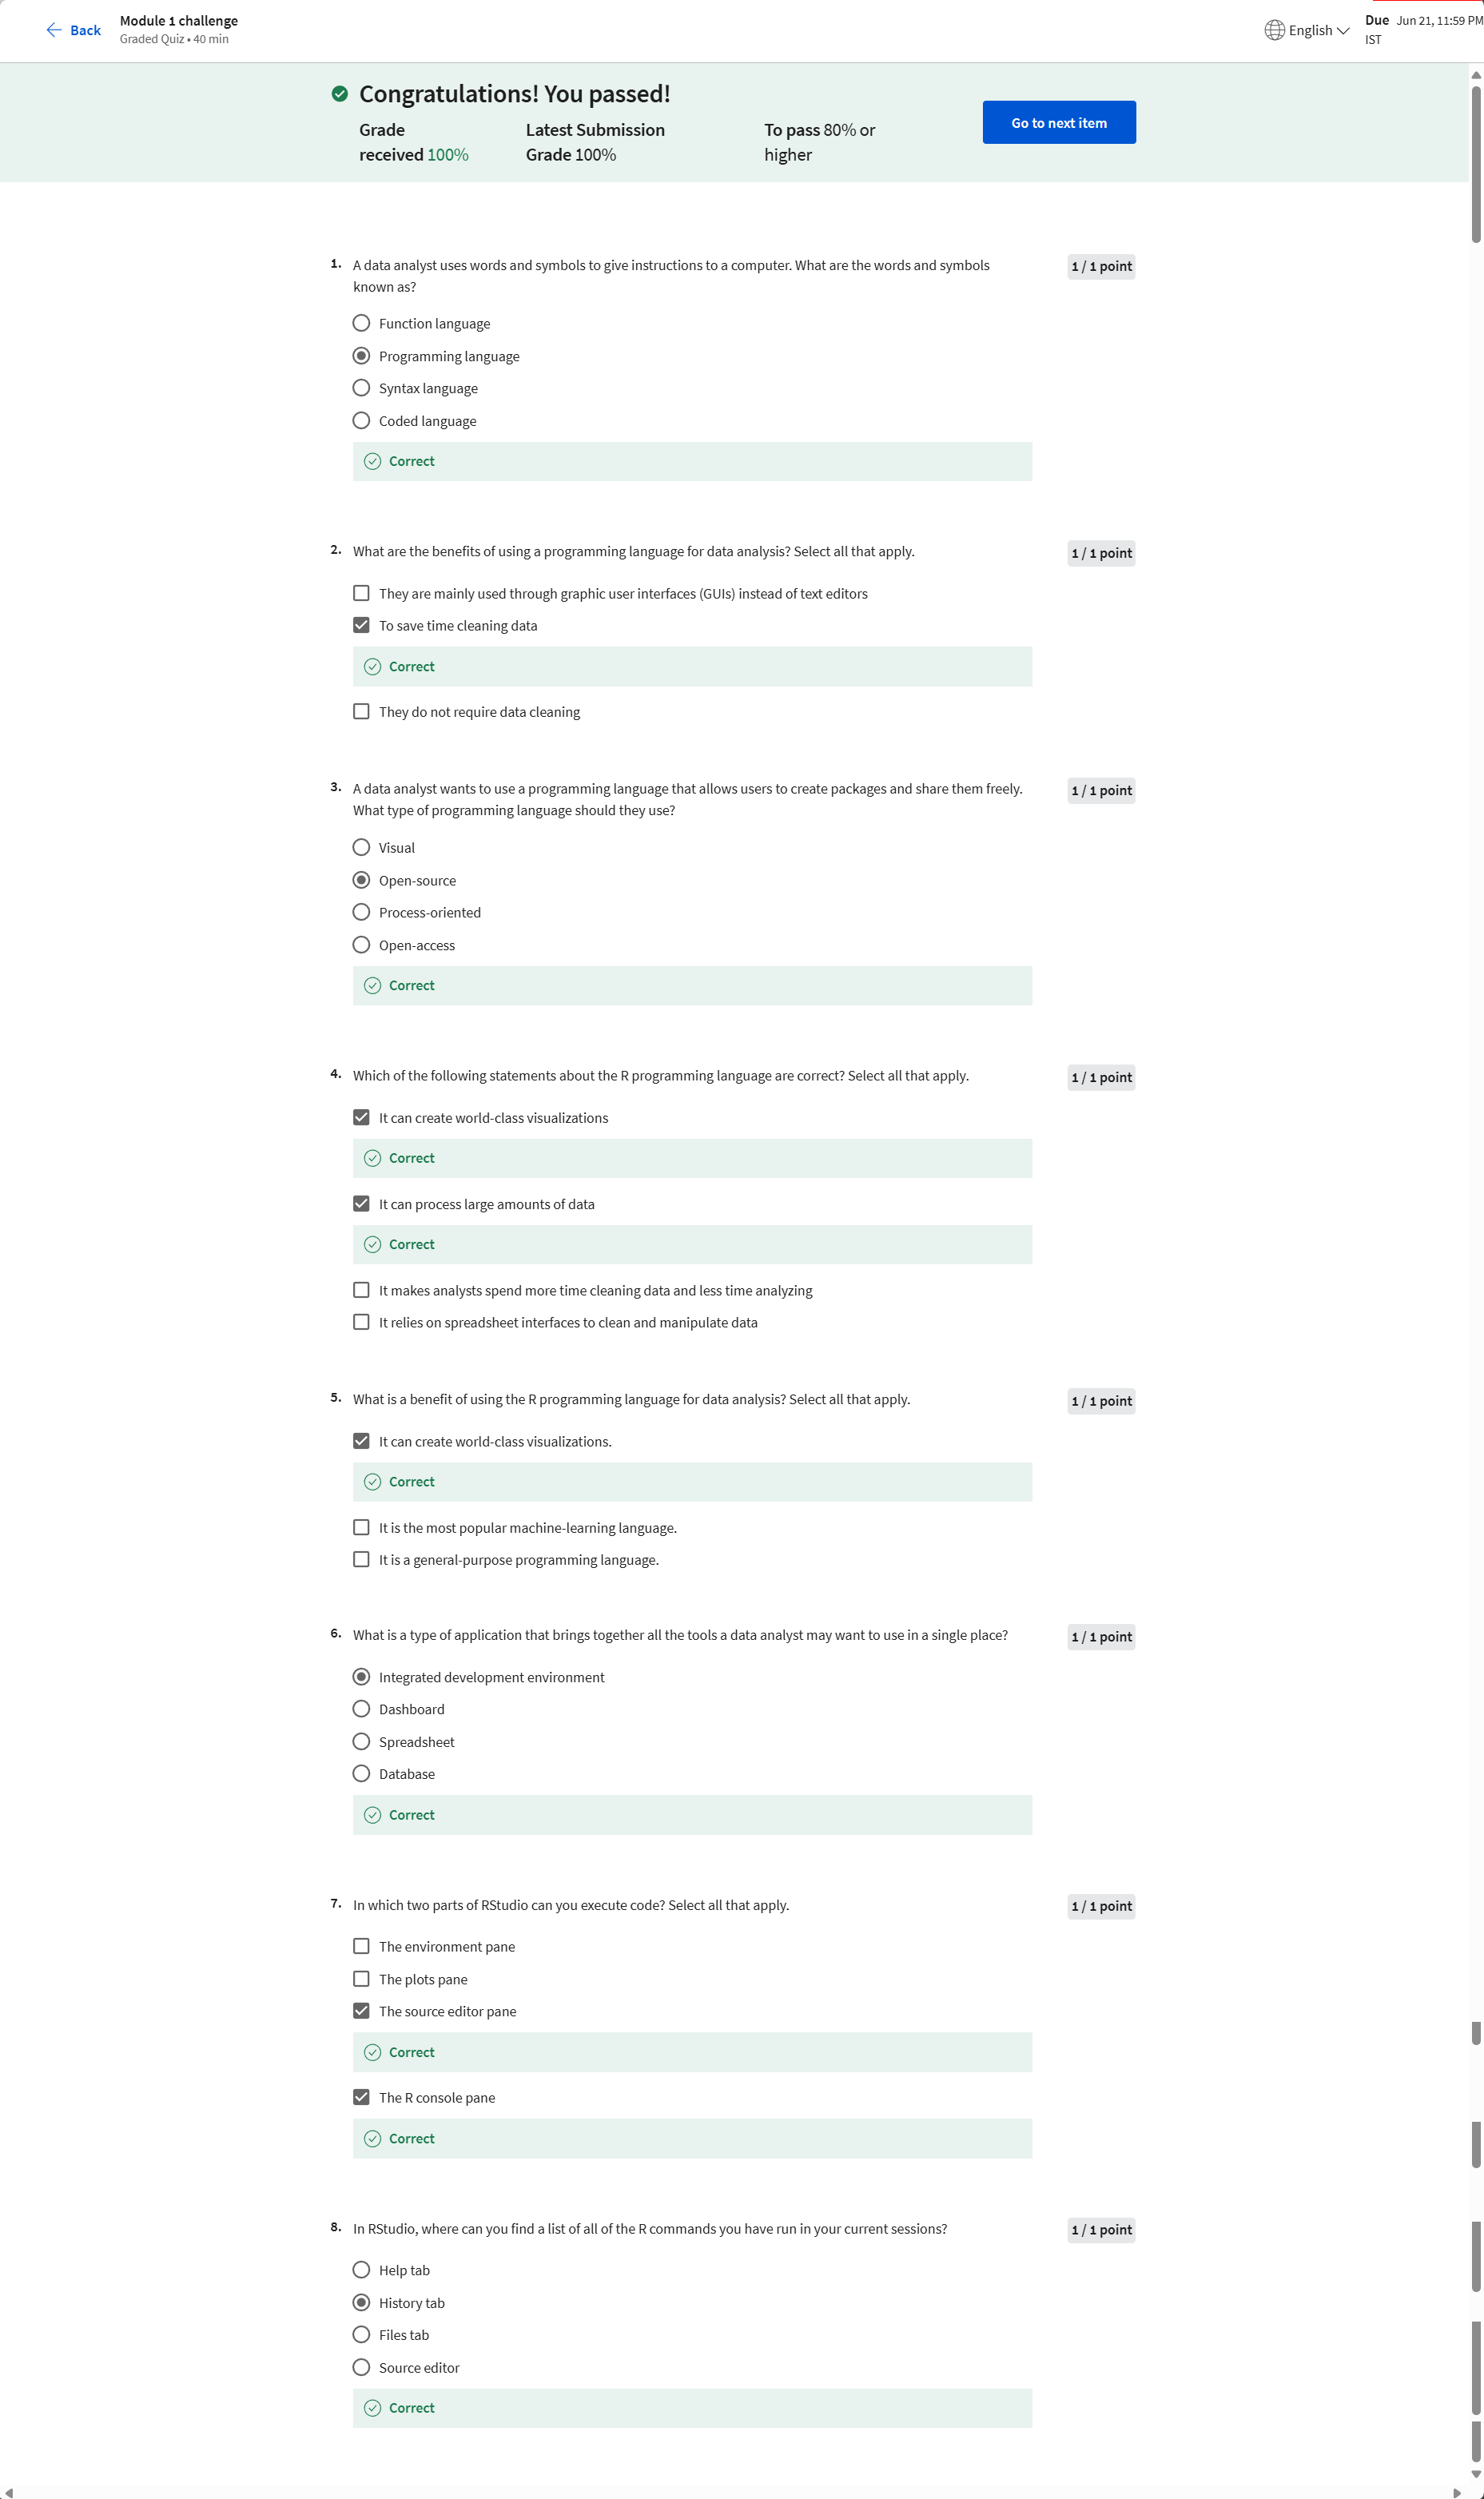 Back
Module 1 challenge
Graded Quiz • 40 min
English
Due Jun 21, 11:59 PM
IST
Congratulations! You passed!
Grade
received 100%
Latest Submission
Grade 100%
To pass 80% or
higher
Go to next item
1. A data analyst uses words and symbols to give instructions to a computer. What are the words and symbols
known as?
1 / 1 point
Function language
Programming language
Syntax language
Coded language
Correct
2. What are the benefits of using a programming language for data analysis? Select all that apply.
1 / 1 point
They are mainly used through graphic user interfaces (GUIs) instead of text editors
To save time cleaning data
Correct
They do not require data cleaning
3. A data analyst wants to use a programming language that allows users to create packages and share them freely.
What type of programming language should they use?
1 / 1 point
Visual
Open-source
Process-oriented
Open-access
Correct
4. Which of the following statements about the R programming language are correct? Select all that apply.
1 / 1 point
It can create world-class visualizations
Correct
It can process large amounts of data
Correct
It makes analysts spend more time cleaning data and less time analyzing
It relies on spreadsheet interfaces to clean and manipulate data
5. What is a benefit of using the R programming language for data analysis? Select all that apply.
1 / 1 point
It can create world-class visualizations.
Correct
It is the most popular machine-learning language.
It is a general-purpose programming language.
6. What is a type of application that brings together all the tools a data analyst may want to use in a single place?
1 / 1 point
Integrated development environment
Dashboard
Spreadsheet
Database
Correct
7. In which two parts of RStudio can you execute code? Select all that apply.
1 / 1 point
The environment pane
The plots pane
The source editor pane
Correct
The R console pane
Correct
8. In RStudio, where can you find a list of all of the R commands you have run in your current sessions?
1 / 1 point
Help tab
History tab
Files tab
Source editor
Correct